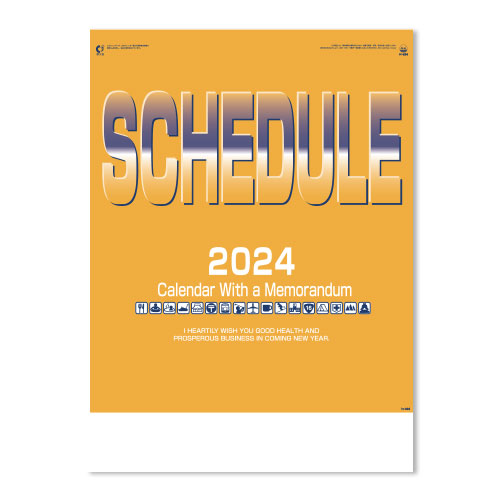 SCHEDULE
2024
Calendar With a Memorandum
I HEARTILY WISH YOU GOOD HEALTH AND
PROSPEROUS BUSINESS IN COMING NEW YEAR.